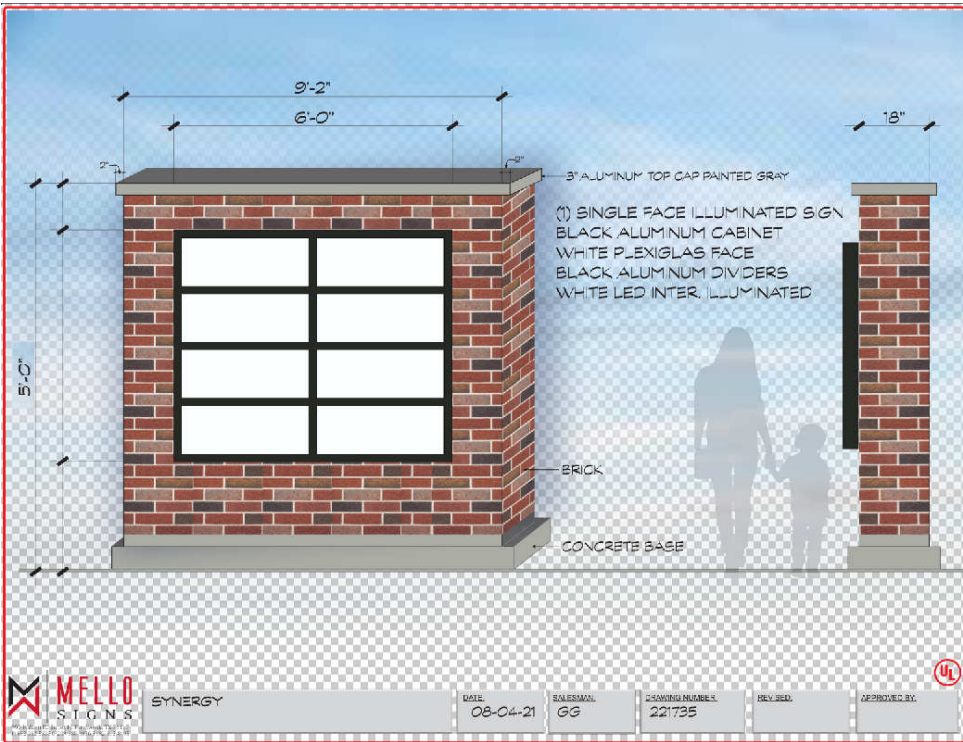 9'-2"
6'-0"
18"
2"
2"
3" ALUMINUM TOP CAP PAINTED GRAY
(1) SINGLE FACE ILLUMINATED SIGN
BLACK ALUMINUM CABINET
WHITE PLEXIGLAS FACE
BLACK ALUMINUM DIVIDERS
WHITE LED INTER. ILLUMINATED
5'-0"
BRICK
CONCRETE BASE
UL
MELLO
SIGNS
SYNERGY
DATE:
08-04-21
SALESMAN:
GG
DRAWING NUMBER:
221735
REVISED:
APPROVED BY: